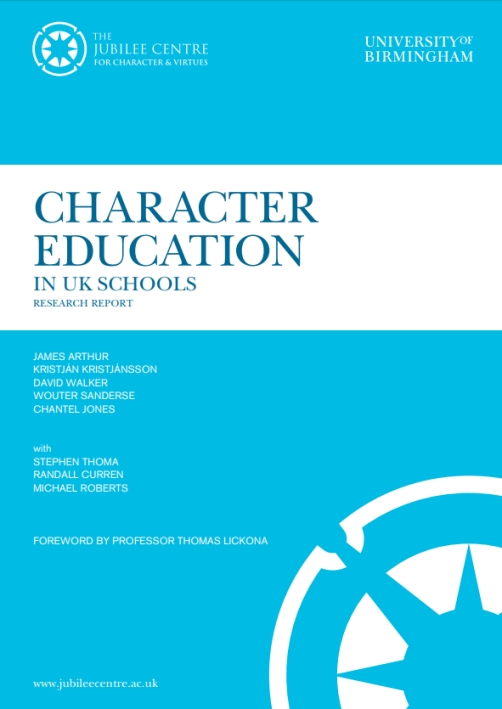 THE
JUBILEE CENTRE
FOR CHARACTER & VIRTUES
UNIVERSITY OF
BIRMINGHAM
CHARACTER
EDUCATION
IN UK SCHOOLS
RESEARCH REPORT
JAMES ARTHUR
KRISTJÁN KRISTJÁNSSON
DAVID WALKER
WOUTER SANDERSE
CHANTEL JONES
with
STEPHEN THOMA
RANDALL CURREN
MICHAEL ROBERTS
FOREWORD BY PROFESSOR THOMAS LICKONA
www.jubileecentre.ac.uk